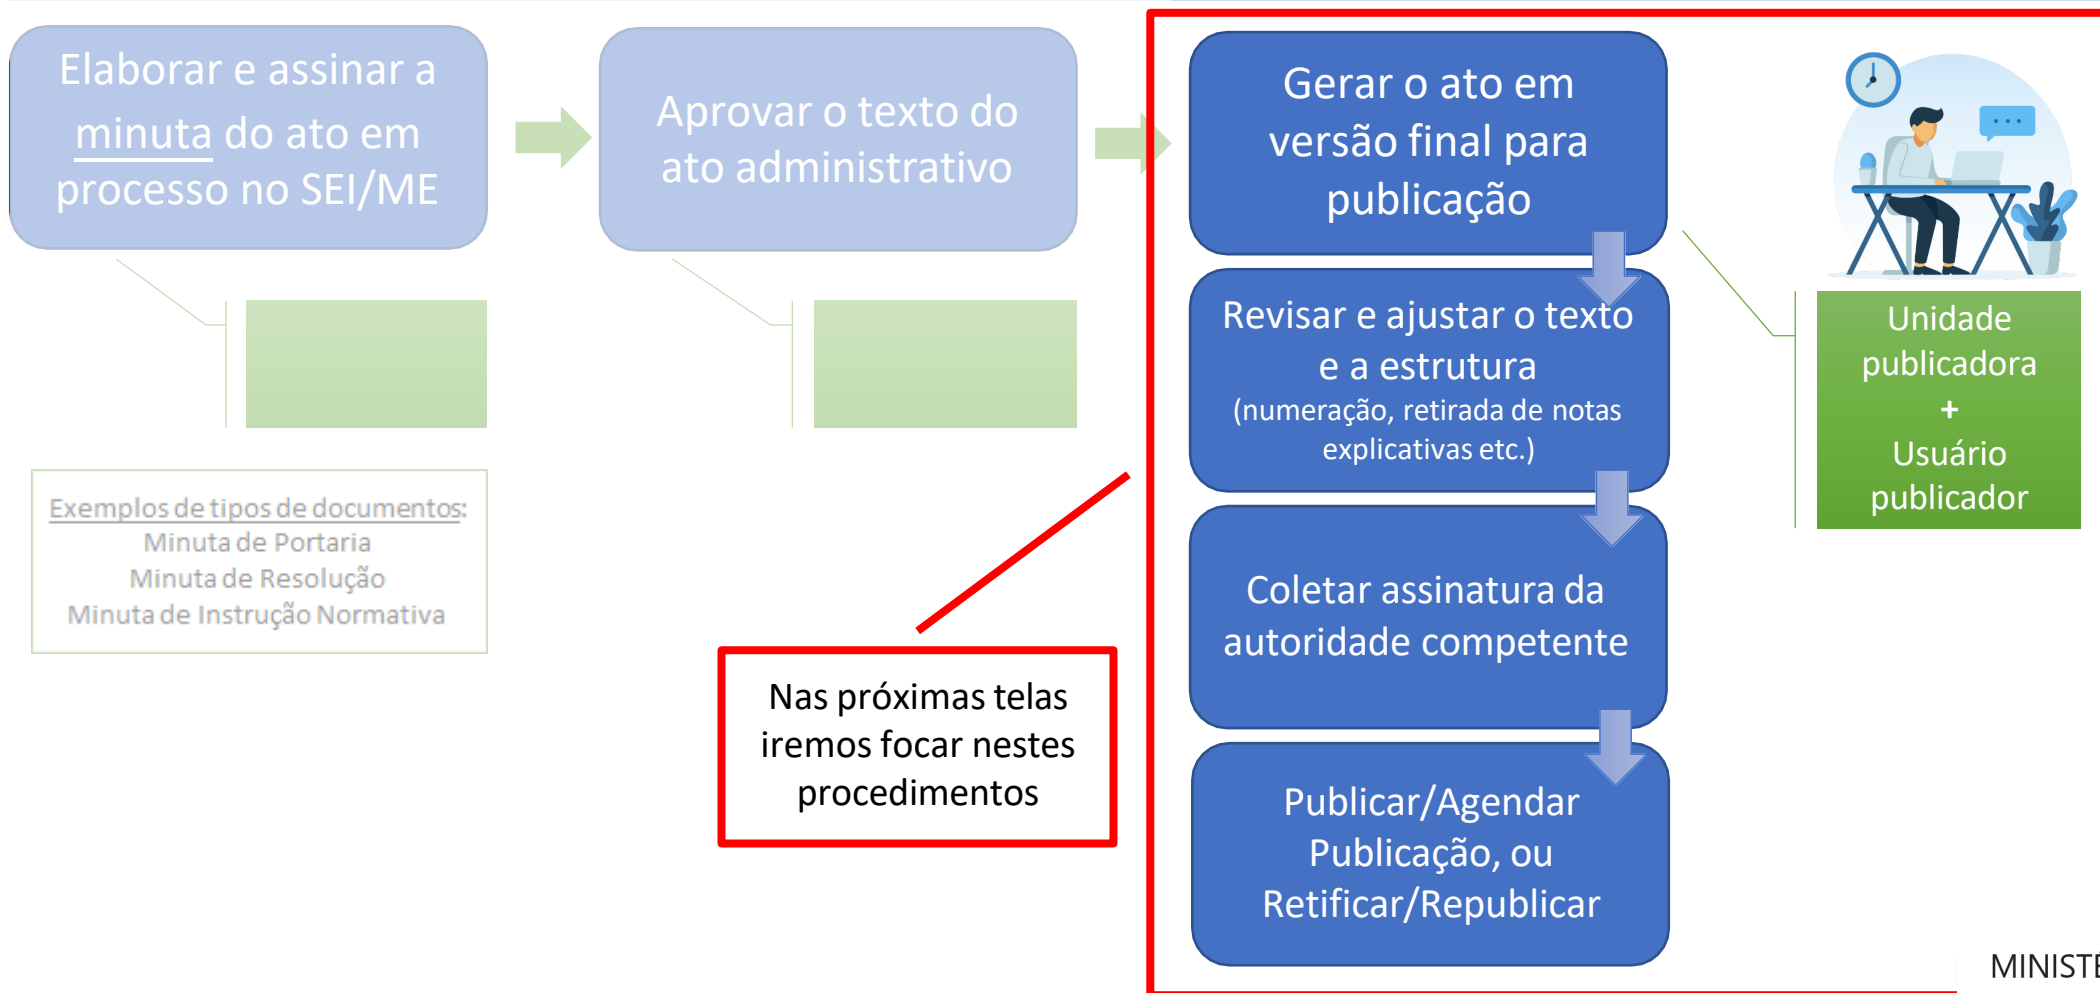 Elaborar e assinar a
minuta do ato em
processo no SEI/ME
Aprovar o texto do
ato administrativo
Gerar o ato em
versão final para
publicação
Revisar e ajustar o texto
e a estrutura
(numeração, retirada de notas
explicativas etc.)
Coletar assinatura da
autoridade competente
Publicar/Agendar
Publicação, ou
Retificar/Republicar
Unidade
publicadora
+
Usuário
publicador
Exemplos de tipos de documentos:
Minuta de Portaria
Minuta de Resolução
Minuta de Instrução Normativa
Nas próximas telas
iremos focar nestes
procedimentos
MINISTÉ